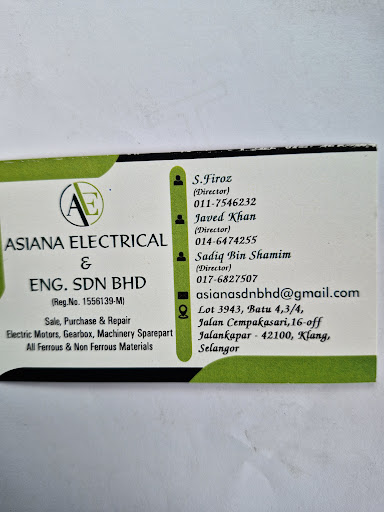 AE
ASIANA ELECTRICAL
&
ENG. SDN BHD
(Reg.No. 1556139-M)
Sale, Purchase & Repair
Electric Motors, Gearbox, Machinery Sparepart
All Ferrous & Non Ferrous Materials
S.Firoz
(Director)
011-7546232
Javed Khan
(Director)
014-6474255
Sadiq Bin Shamim
(Director)
017-6827507
asianasdnbhd@gmail.com
Lot 3943, Batu 4,3/4,
Jalan Cempakasari,16-off
Jalankapar - 42100, Klang,
Selangor